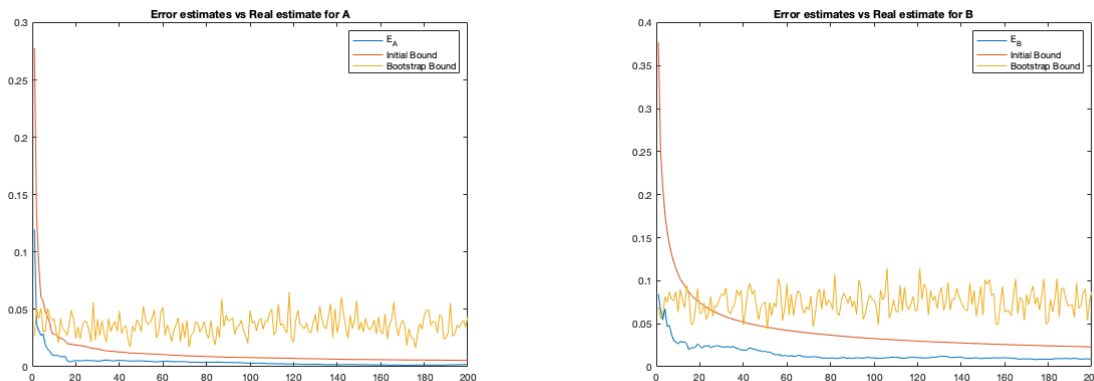 Error estimates vs Real estimate for A
0.3
0.25
0.2
0.15
0.1
0.05
0
0 20 40 60 80 100 120 140 160 180 200
E_A
Initial Bound
Bootstrap Bound
Error estimates vs Real estimate for B
0.4
0.35
0.3
0.25
0.2
0.15
0.1
0.05
0
0 20 40 60 80 100 120 140 160 180 200
E_B
Initial Bound
Bootstrap Bound